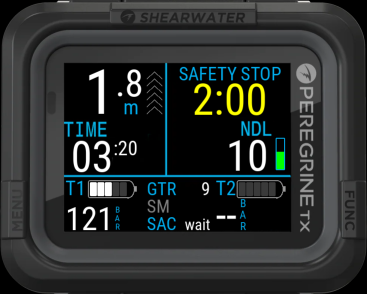 SHEARWATER
1.8 m
SAFETY STOP
2:00
TIME
03:20
NDL
10
T1
121 BAR
GTR 9
SM
SAC wait
T2
-- BAR
PEREGRINE TX
MENU
FUNC